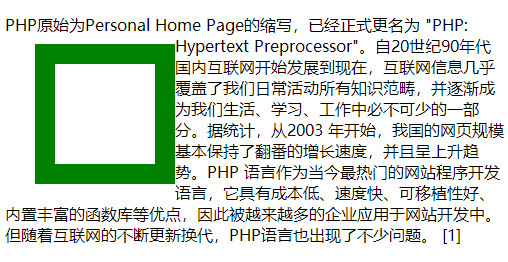 PHP原始为Personal Home Page的缩写，已经正式更名为 "PHP:
Hypertext Preprocessor"。自20世纪90年代
国内互联网开始发展到现在，互联网信息几乎
覆盖了我们日常活动所有知识范畴，并逐渐成
为我们生活、学习、工作中必不可少的一部
分。据统计，从2003 年开始，我国的网页规模
基本保持了翻番的增长速度，并且呈上升趋
势。PHP 语言作为当今最热门的网站程序开发
语言，它具有成本低、速度快、可移植性好、
内置丰富的函数库等优点，因此被越来越多的企业应用于网站开发中。
但随着互联网的不断更新换代，PHP语言也出现了不少问题。 [1]